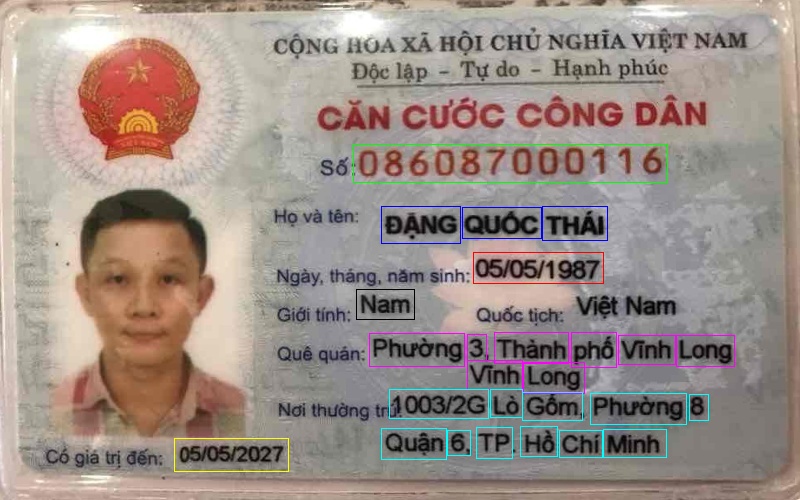 CỘNG HÒA XÃ HỘI CHỦ NGHĨA VIỆT NAM
Độc lập - Tự do - Hạnh phúc
CĂN CƯỚC CÔNG DÂN
Số: 086087000116
Họ và tên: ĐẶNG QUỐC THÁI
Ngày, tháng, năm sinh: 05/05/1987
Giới tính: Nam Quốc tịch: Việt Nam
Quê quán: Phường 3, Thành phố Vĩnh Long
Vĩnh Long
Nơi thường trú: 1003/2G Lò Gốm, Phường 8
Quận 6, TP. Hồ Chí Minh
Có giá trị đến: 05/05/2027